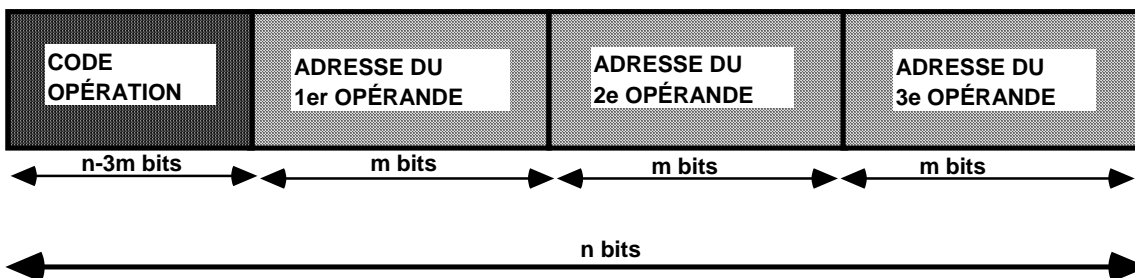 CODE
OPÉRATION
ADRESSE DU
1er OPÉRANDE
ADRESSE DU
2e OPÉRANDE
ADRESSE DU
3e OPÉRANDE
n-3m bits
m bits
m bits
m bits
n bits